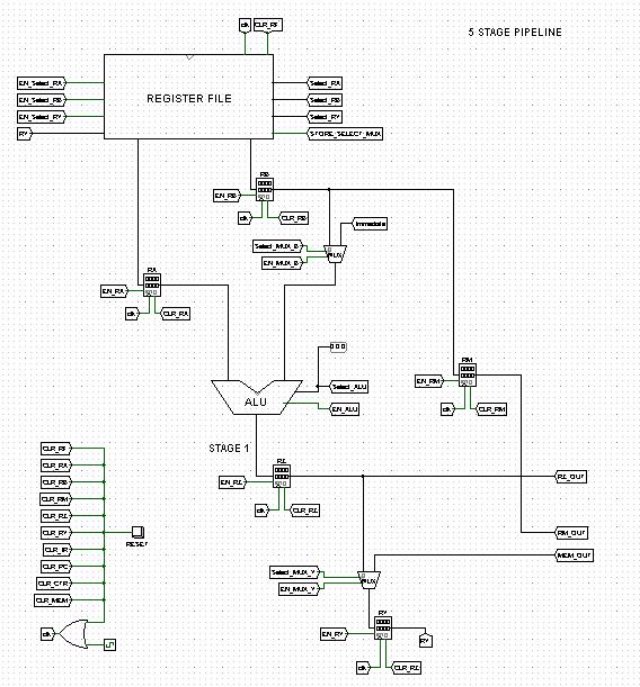 clk CLR_RF
5 STAGE PIPELINE
EN_Select_RA
EN_Select_RB
EN_Select_RY
RY
REGISTER FILE
Select_RA
Select_RB
Select_RY
STORE_SELECT_MUX
RB
EN_RB
clk CLR_RB
Immediate
Select_MUX_B
EN_MUX_B
MUX
RA
EN_RA
clk CLR_RA
000
ALU
Select_ALU
EN_ALU
RM
EN_RM
clk CLR_RM
STAGE 1
RZ
EN_RZ
clk CLR_RZ
RZ_OUT
RM_OUT
MEM_OUT
CLR_RF
CLR_RA
CLR_RB
CLR_RM
CLR_RZ
CLR_RY
CLR_IR
CLR_PC
CLR_CTR
CLR_MEM
RESET
clk
Select_MUX_Y
EN_MUX_Y
MUX
RY
EN_RY
RY
clk CLR_RZ